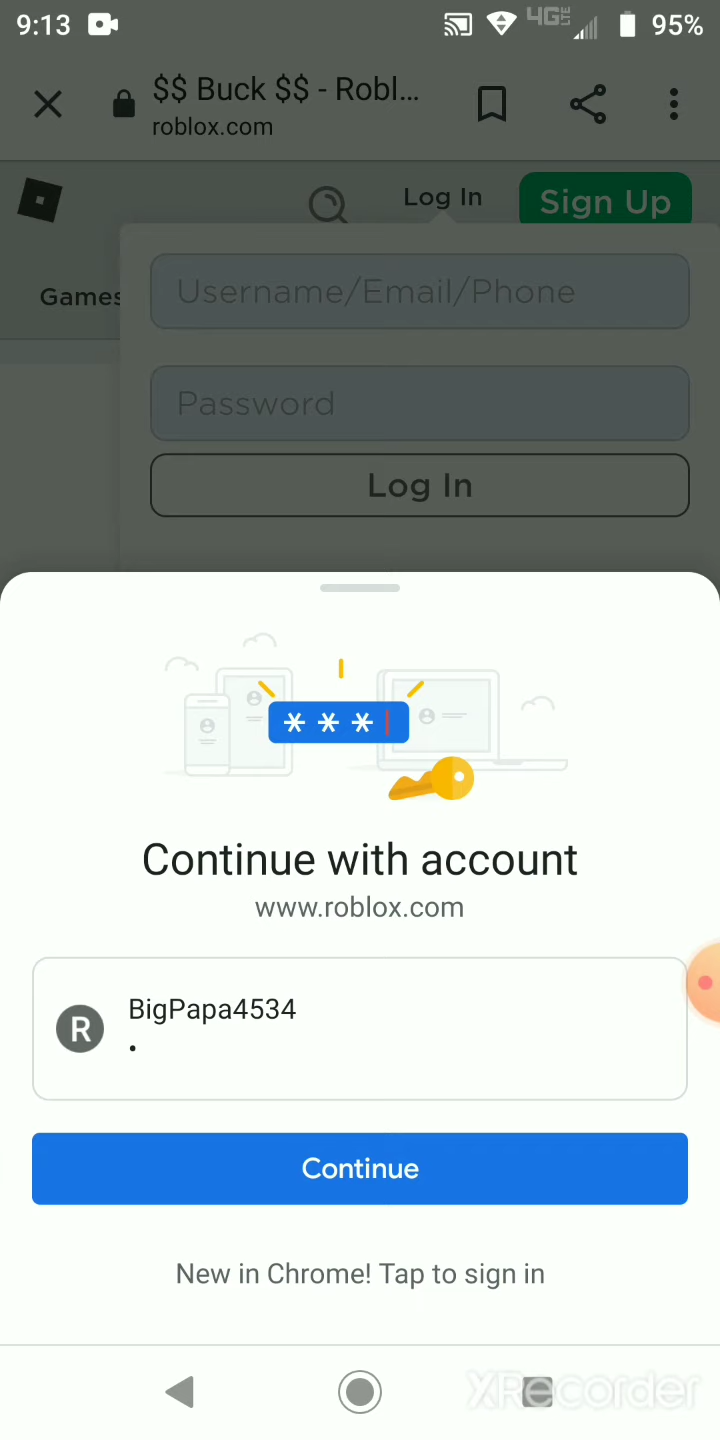 9:13 4G LTE 95%
$$ Buck $$ - Robl...
roblox.com
Log In
Sign Up
Games
Username/Email/Phone
Password
Log In
***
Continue with account
www.roblox.com
R
BigPapa4534
•
Continue
New in Chrome! Tap to sign in
XRecorder